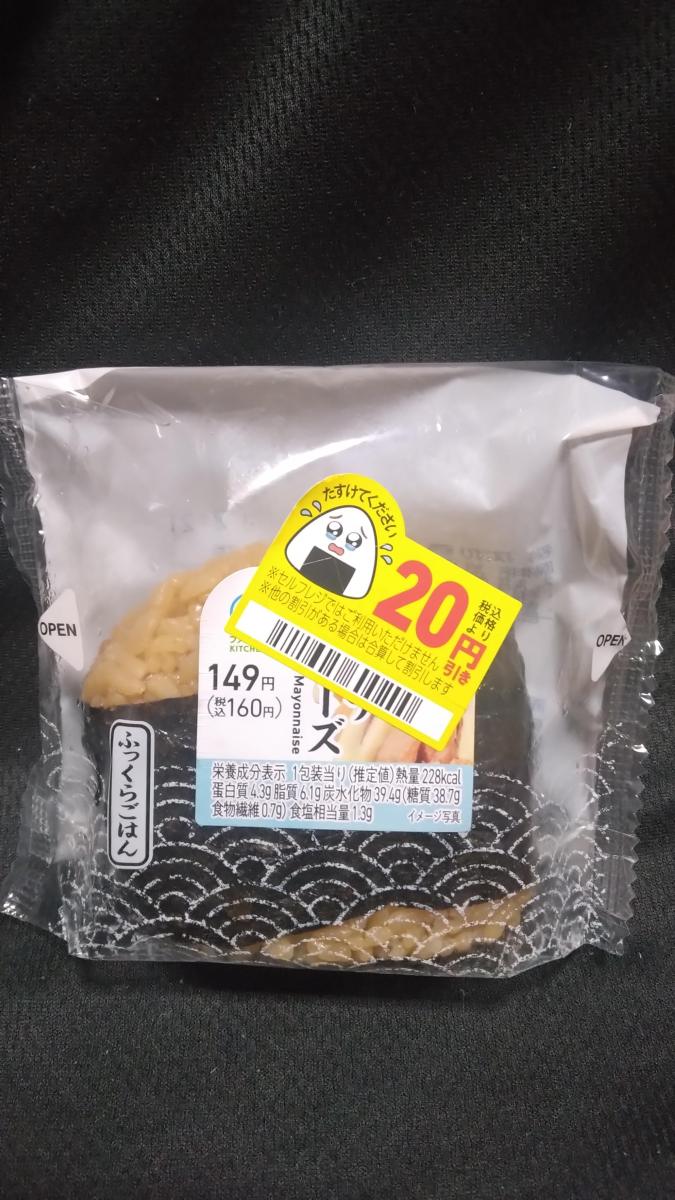 たすけてください
税込
価格
より
20円
引き
※セルフレジではご利用いただけません
※他の割引がある場合は合算して割引します
OPEN
OPEN
KITCHE
149円
(税込160円)
Mayonnaise
ズ
ふっくらごはん
栄養成分表示 1包装当り(推定値)熱量228kcal
蛋白質4.3g 脂質6.1g 炭水化物39.4g(糖質38.7g
食物繊維0.7g) 食塩相当量1.3g
イメージ写真